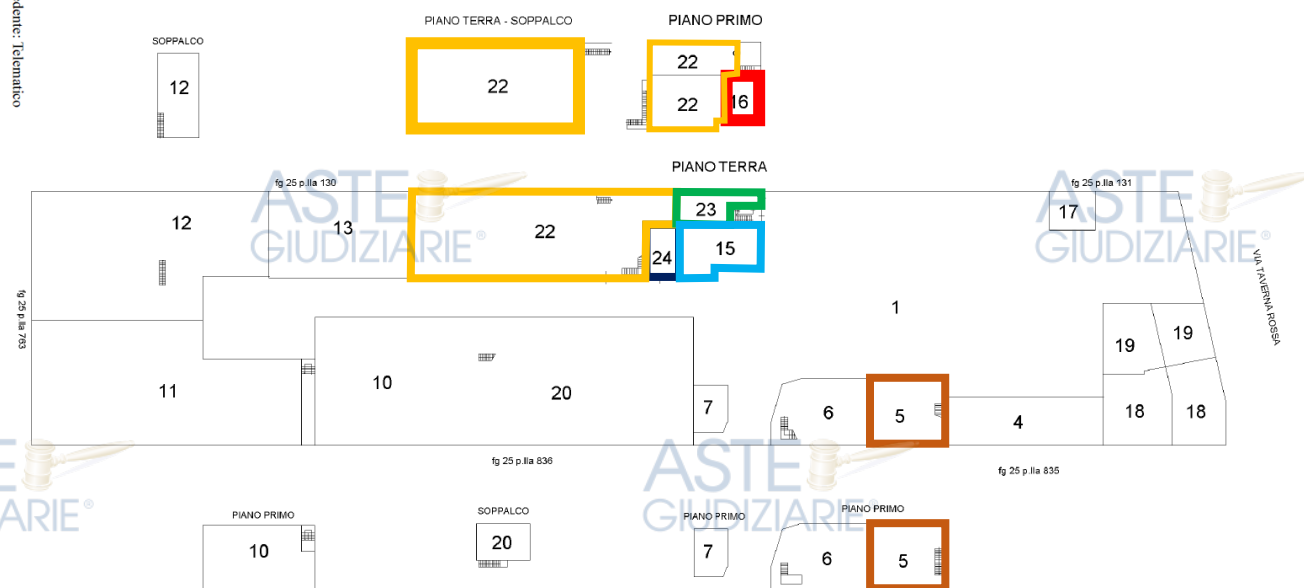 dente: Telematico
PIANO TERRA - SOPPALCO
PIANO PRIMO
SOPPALCO
12
22
22
22
16
PIANO TERRA
fg 25 p.lla 130
fg 25 p.lla 131
ASTE
GIUDIZIARIE®
ASTE
GIUDIZIARIE®
12
13
22
23
24
15
17
1
VIA TAVERNA ROSSA
fg 25 p.lla 763
19
19
11
10
20
7
6
5
4
18
18
fg 25 p.lla 836
fg 25 p.lla 835
E
ARIE®
ASTE
GIUDIZIARIE®
PIANO PRIMO
SOPPALCO
PIANO PRIMO
PIANO PRIMO
10
20
7
6
5